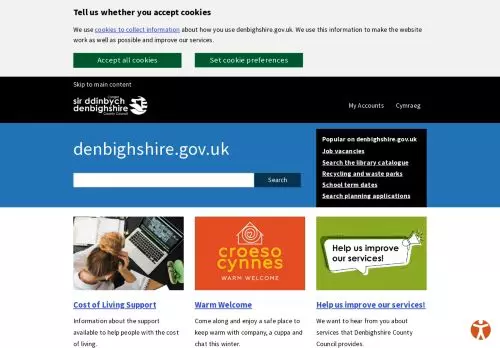 Tell us whether you accept cookies
We use cookies to collect information about how you use denbighshire.gov.uk. We use this information to make the website
work as well as possible and improve our services.
Accept all cookies
Set cookie preferences
Skip to main content
sir ddinbych
denbighshire
County Council
My Accounts
Cymraeg
denbighshire.gov.uk
Search
Popular on denbighshire.gov.uk
Job vacancies
Search the library catalogue
Recycling and waste parks
School term dates
Search planning applications
croeso
cynnes
WARM WELCOME
Help us improve
our services!
Cost of Living Support
Information about the support
available to help people with the cost
of living.
Warm Welcome
Come along and enjoy a safe place to
keep warm with company, a cuppa and
chat this winter.
Help us improve our services!
We want to hear from you about
services that Denbighshire County
Council provides.